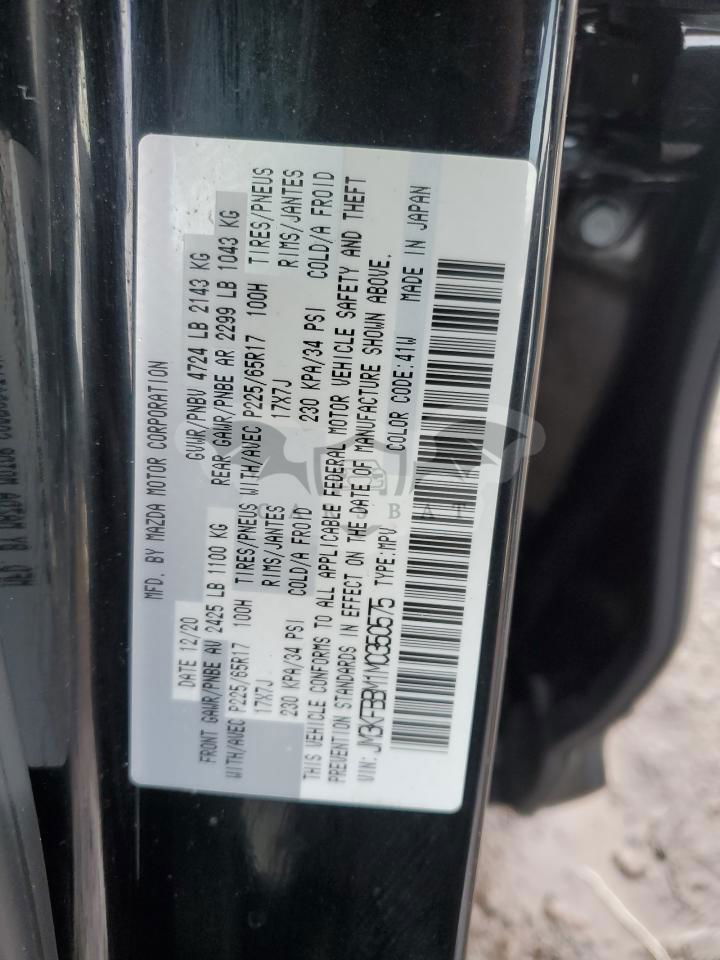 MFD. BY MAZDA MOTOR CORPORATION
DATE 12/20 GVWR/PNBV 4724 LB 2143 KG
FRONT GAWR/PNBE AV 2425 LB 1100 KG REAR GAWR/PNBE AR 2299 LB 1043 KG
WITH/AVEC P225/65R17 100H TIRES/PNEUS WITH/AVEC P225/65R17 100H TIRES/PNEUS
17X7J RIMS/JANTES 17X7J RIMS/JANTES
230 KPA/34 PSI COLD/A FROID 230 KPA/34 PSI COLD/A FROID
THIS VEHICLE CONFORMS TO ALL APPLICABLE FEDERAL MOTOR VEHICLE SAFETY AND THEFT
PREVENTION STANDARDS IN EFFECT ON THE DATE OF MANUFACTURE SHOWN ABOVE.
VIN: JM3KFBBM1M0350575 TYPE:MPV COLOR CODE:41W MADE IN JAPAN